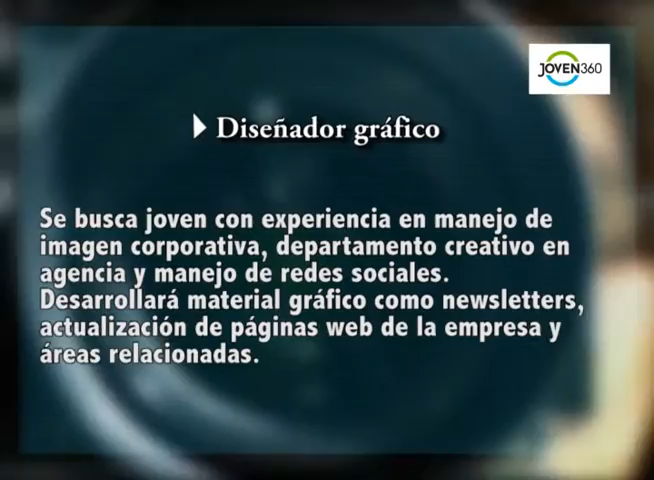 JOVEN360
Diseñador gráfico
Se busca joven con experiencia en manejo de
imagen corporativa, departamento creativo en
agencia y manejo de redes sociales.
Desarrollará material gráfico como newsletters,
actualización de páginas web de la empresa y
áreas relacionadas.